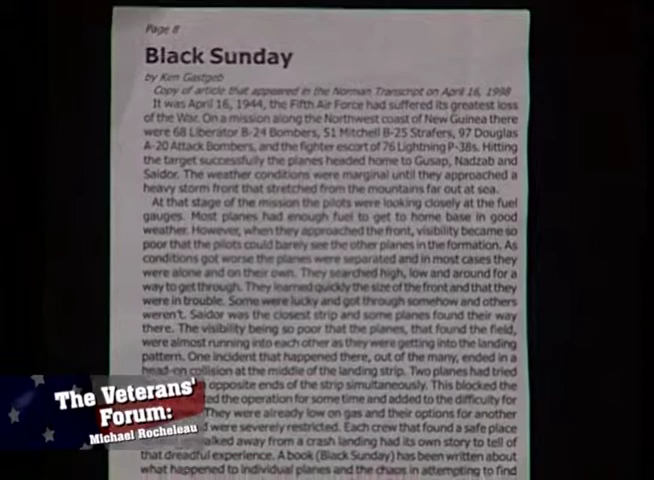 Page 8
Black Sunday
by Ken Gastgeb
Copy of article that appeared in the Norman Transcript on April 16, 1998
It was April 16, 1944, the Fifth Air Force had suffered its greatest loss
of the War. On a mission along the Northwest coast of New Guinea there
were 68 Liberator B-24 Bombers, 51 Mitchell B-25 Strafers, 97 Douglas
A-20 Attack Bombers, and the fighter escort of 76 Lightning P-38s. Hitting
the target successfully the planes headed home to Gusap, Nadzab and
Saidor. The weather conditions were marginal until they approached a
heavy storm front that stretched from the mountains far out at sea.
At that stage of the mission the pilots were looking closely at the fuel
gauges. Most planes had enough fuel to get to home base in good
weather. However, when they approached the front, visibility became so
poor that the pilots could barely see the other planes in the formation. As
conditions got worse the planes were separated and in most cases they
were alone and on their own. They searched high, low and around for a
way to get through. They learned quickly the size of the front and that they
were in trouble. Some were lucky and got through somehow and others
weren't. Saidor was the closest strip and some planes found their way
there. The visibility being so poor that the planes, that found the field,
were almost running into each other as they were getting into the landing
pattern. One incident that happened there, out of the many, ended in a
head-on collision at the middle of the landing strip. Two planes had tried
opposite ends of the strip simultaneously. This blocked the
ed the operation for some time and added to the difficulty for
They were already low on gas and their options for another
d were severely restricted. Each crew that found a safe place
alked away from a crash landing had its own story to tell of
that dreadful experience. A book (Black Sunday) has been written about
what happened to individual planes and the chaos in attempting to find
The Veterans'
Forum:
Michael Rocheleau